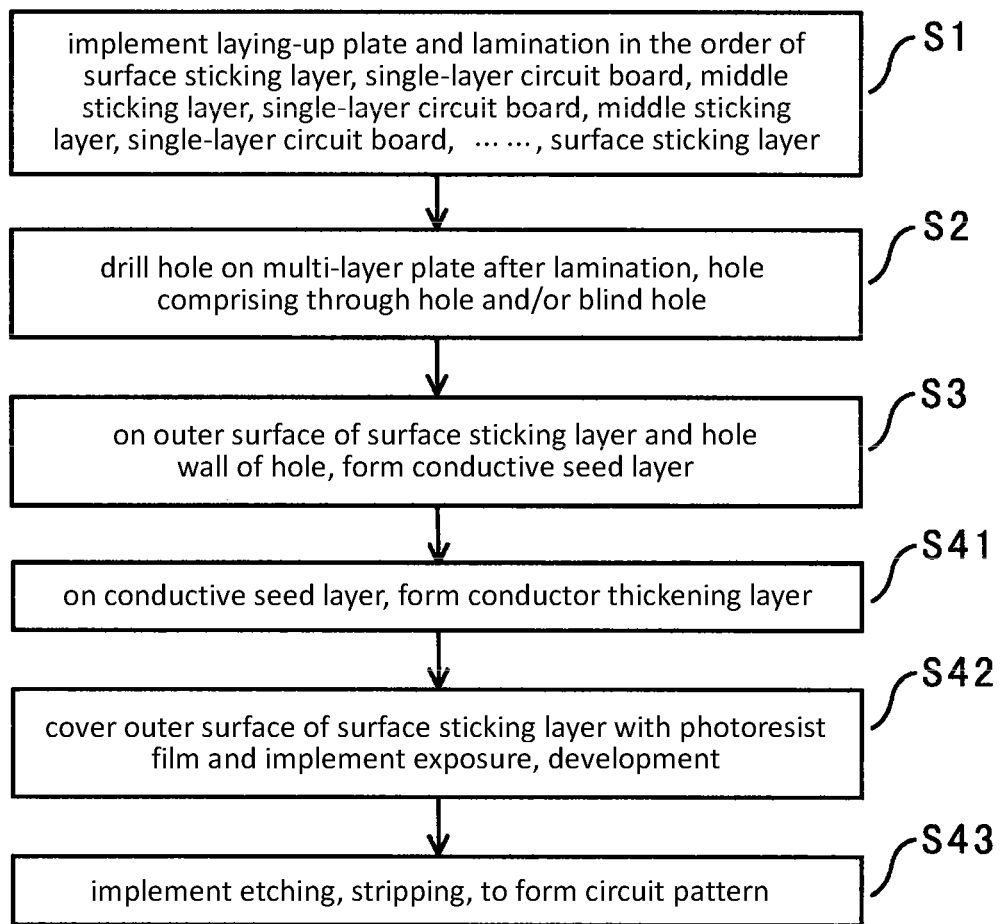 implement laying-up plate and lamination in the order of
surface sticking layer, single-layer circuit board, middle
sticking layer, single-layer circuit board, middle sticking
layer, single-layer circuit board, ... ..., surface sticking layer
S1
drill hole on multi-layer plate after lamination, hole
comprising through hole and/or blind hole
S2
on outer surface of surface sticking layer and hole
wall of hole, form conductive seed layer
S3
on conductive seed layer, form conductor thickening layer
S41
cover outer surface of surface sticking layer with photoresist
film and implement exposure, development
S42
implement etching, stripping, to form circuit pattern
S43